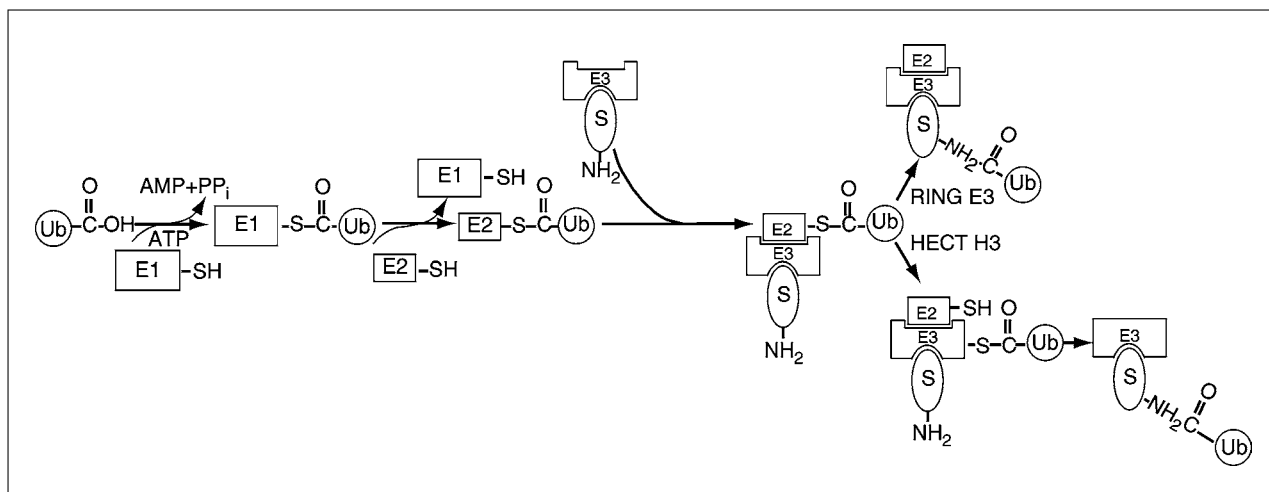 Ub-C-OH
O
AMP+PPi
ATP
E1-SH
E1-S-C-Ub
O
E1-SH
E2-SH
E2-S-C-Ub
O
E3
S
NH2
E2-S-C-Ub
O
E3
S
NH2
RING E3
E2
E3
S
NH2-C-Ub
O
HECT H3
E2-SH
E3-S-C-Ub
O
S
NH2
E3
S
NH2C-Ub
O